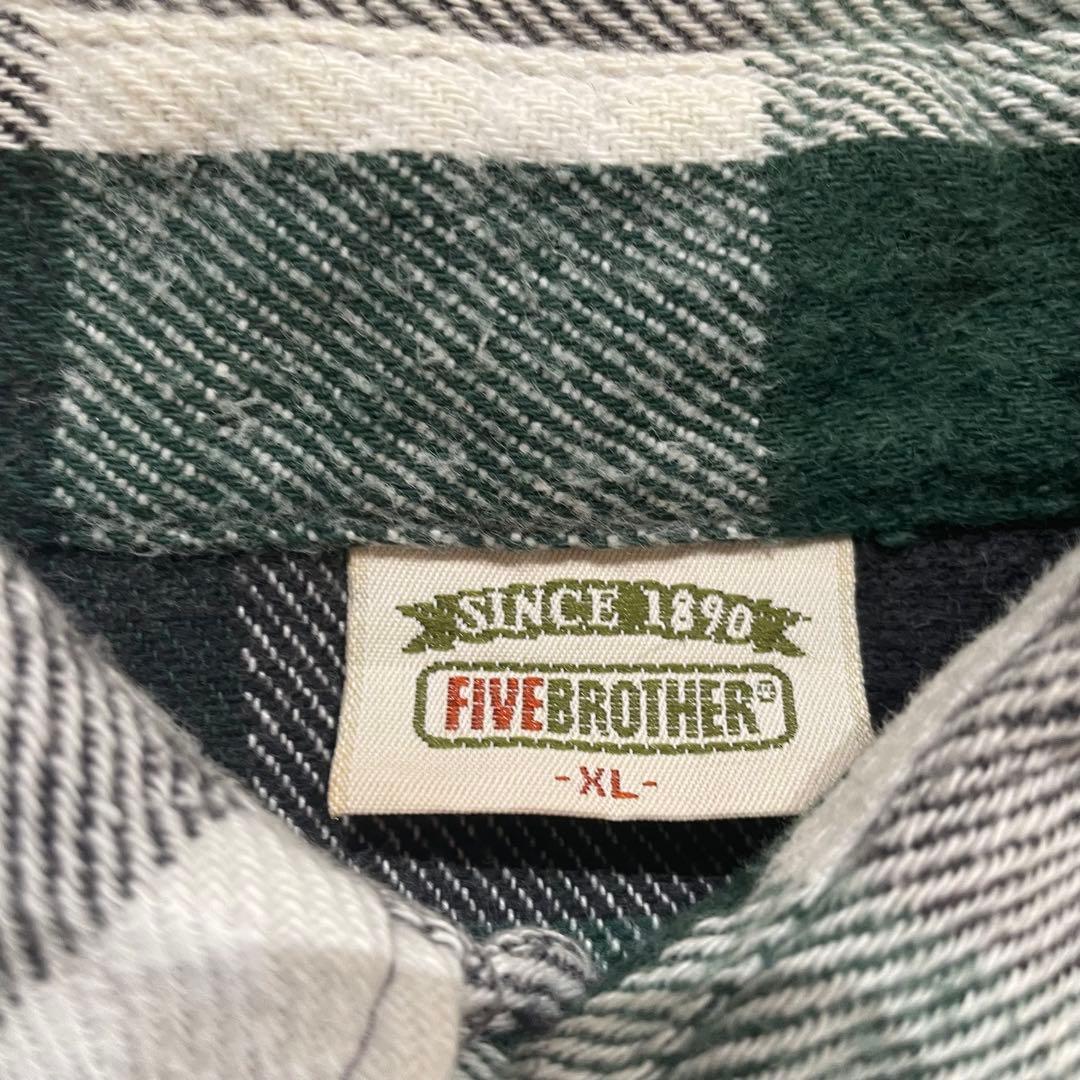 SINCE 1890
FIVEBROTHER®
-XL-